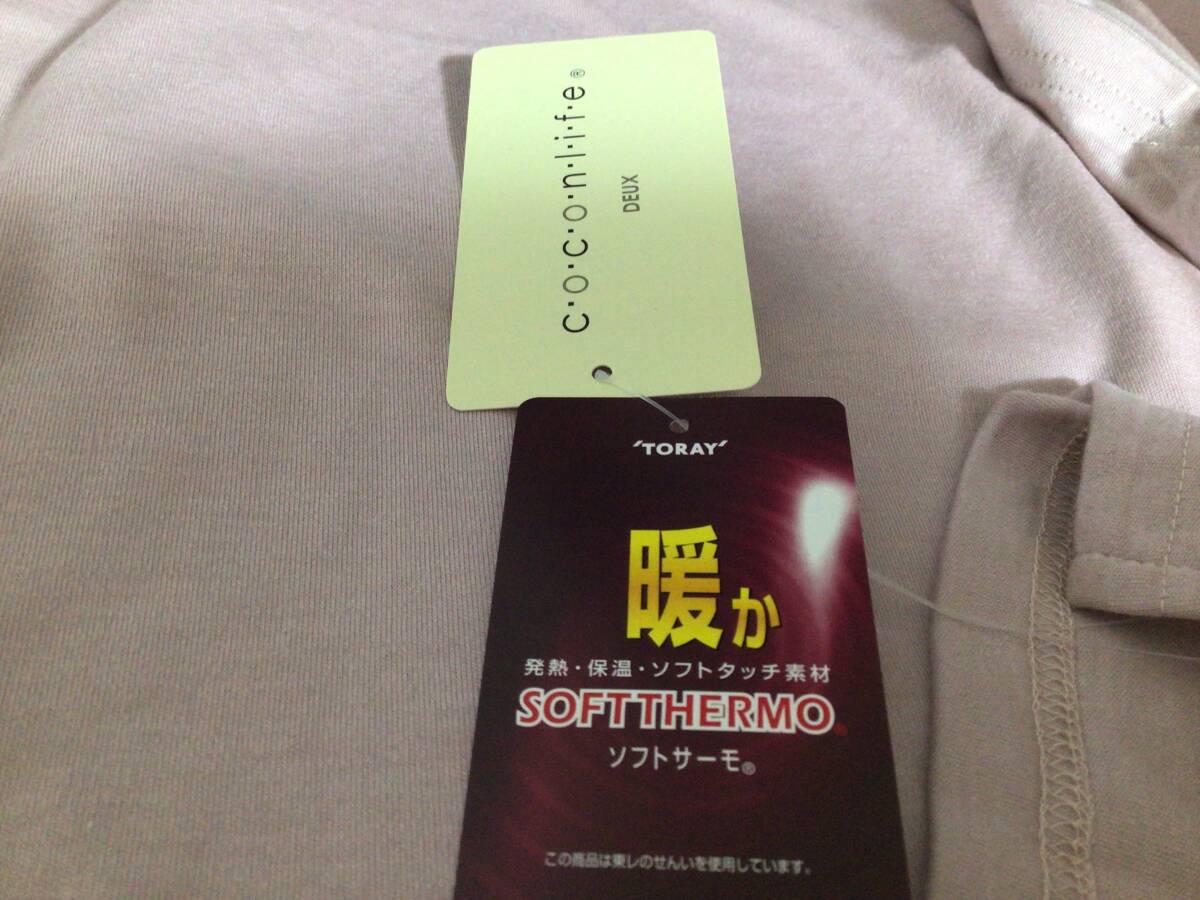 c·o·c·o·n·l·i·f·e®
DEUX
'TORAY'
暖か
発熱・保温・ソフトタッチ素材
SOFTTHERMO®
ソフトサーモ®
この商品は東レのせんいを使用しています。